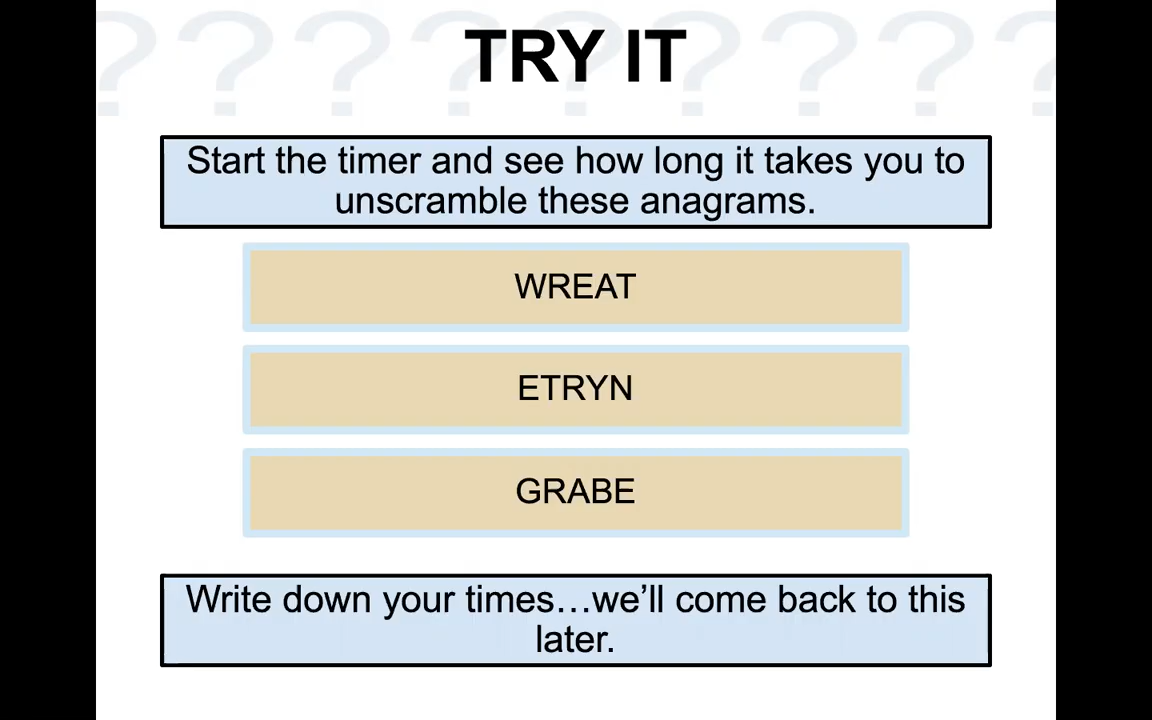 TRY IT
Start the timer and see how long it takes you to
unscramble these anagrams.
WREAT
ETRYN
GRABE
Write down your times…we’ll come back to this
later.